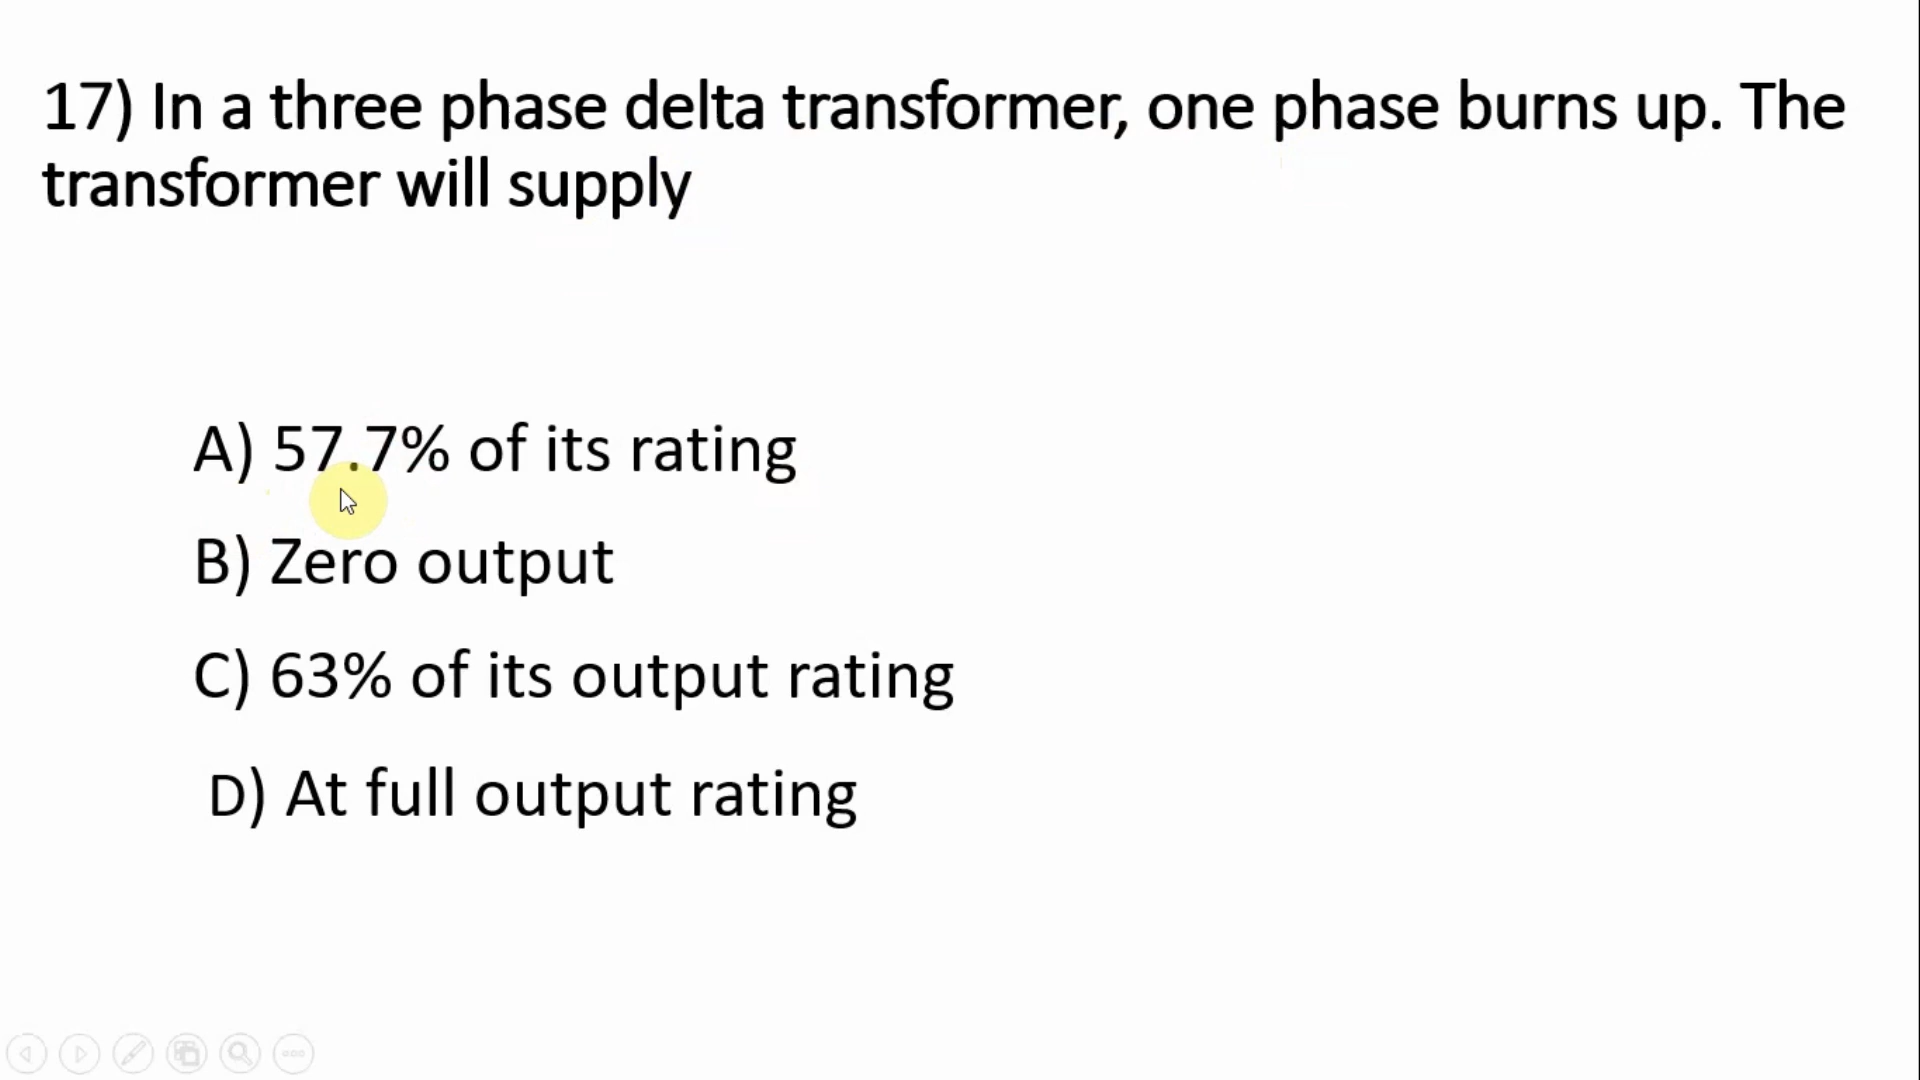 17) In a three phase delta transformer, one phase burns up. The
transformer will supply
A) 57.7% of its rating
B) Zero output
C) 63% of its output rating
D) At full output rating